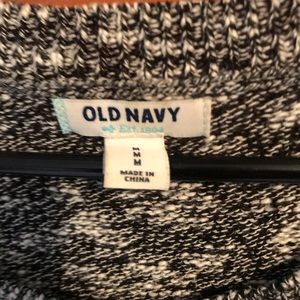 OLD NAVY
EST. 1994
M
M
MADE IN
CHINA